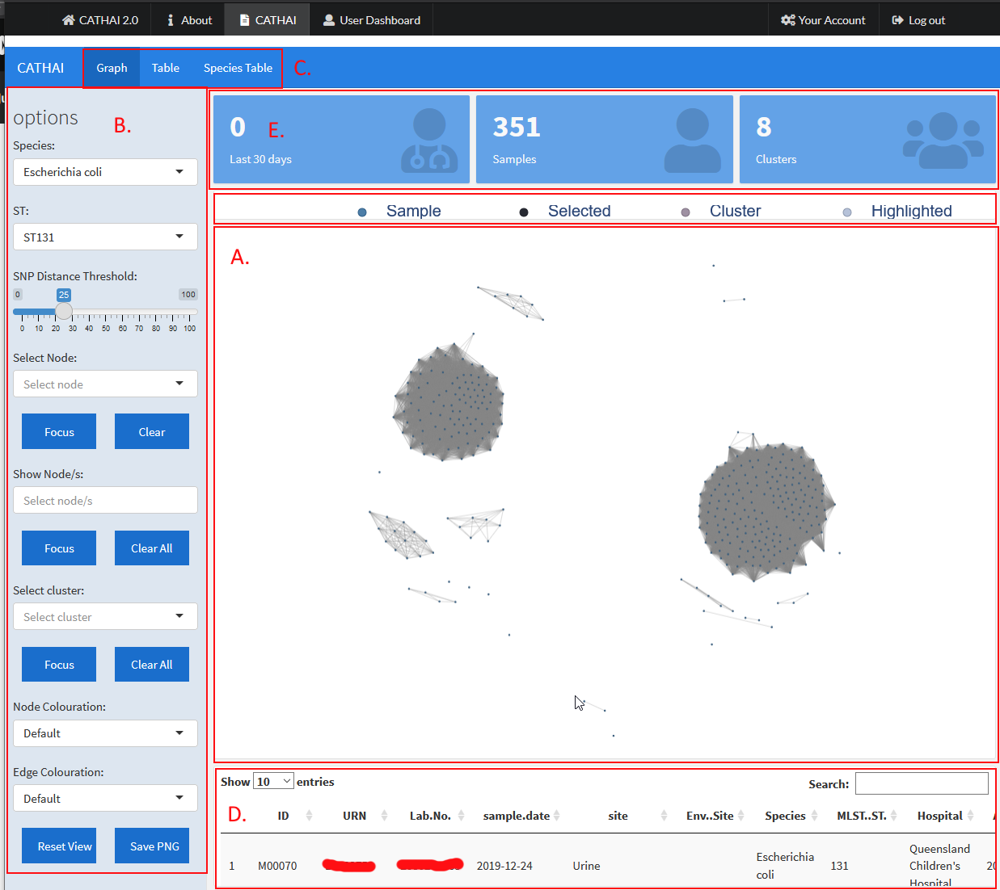 CATHAI 2.0 About CATHAI User Dashboard Your Account Log out
CATHAI Graph Table Species Table C.
options
B.
Species:
Escherichia coli
ST:
ST131
SNP Distance Threshold:
0 25 100
0 10 20 30 40 50 60 70 80 90 100
Select Node:
Select node
Focus Clear
Show Node/s:
Select node/s
Focus Clear All
Select cluster:
Select cluster
Focus Clear All
Node Colouration:
Default
Edge Colouration:
Default
Reset View Save PNG
0 E. 351 8
Last 30 days Samples Clusters
Sample Selected Cluster Highlighted
A.
Show 10 entries Search:
D. ID URN Lab.No. sample.date site Env..Site Species MLST..ST. Hospital
1 M00070 2019-12-24 Urine Escherichia coli 131 Queensland Children's Hospital